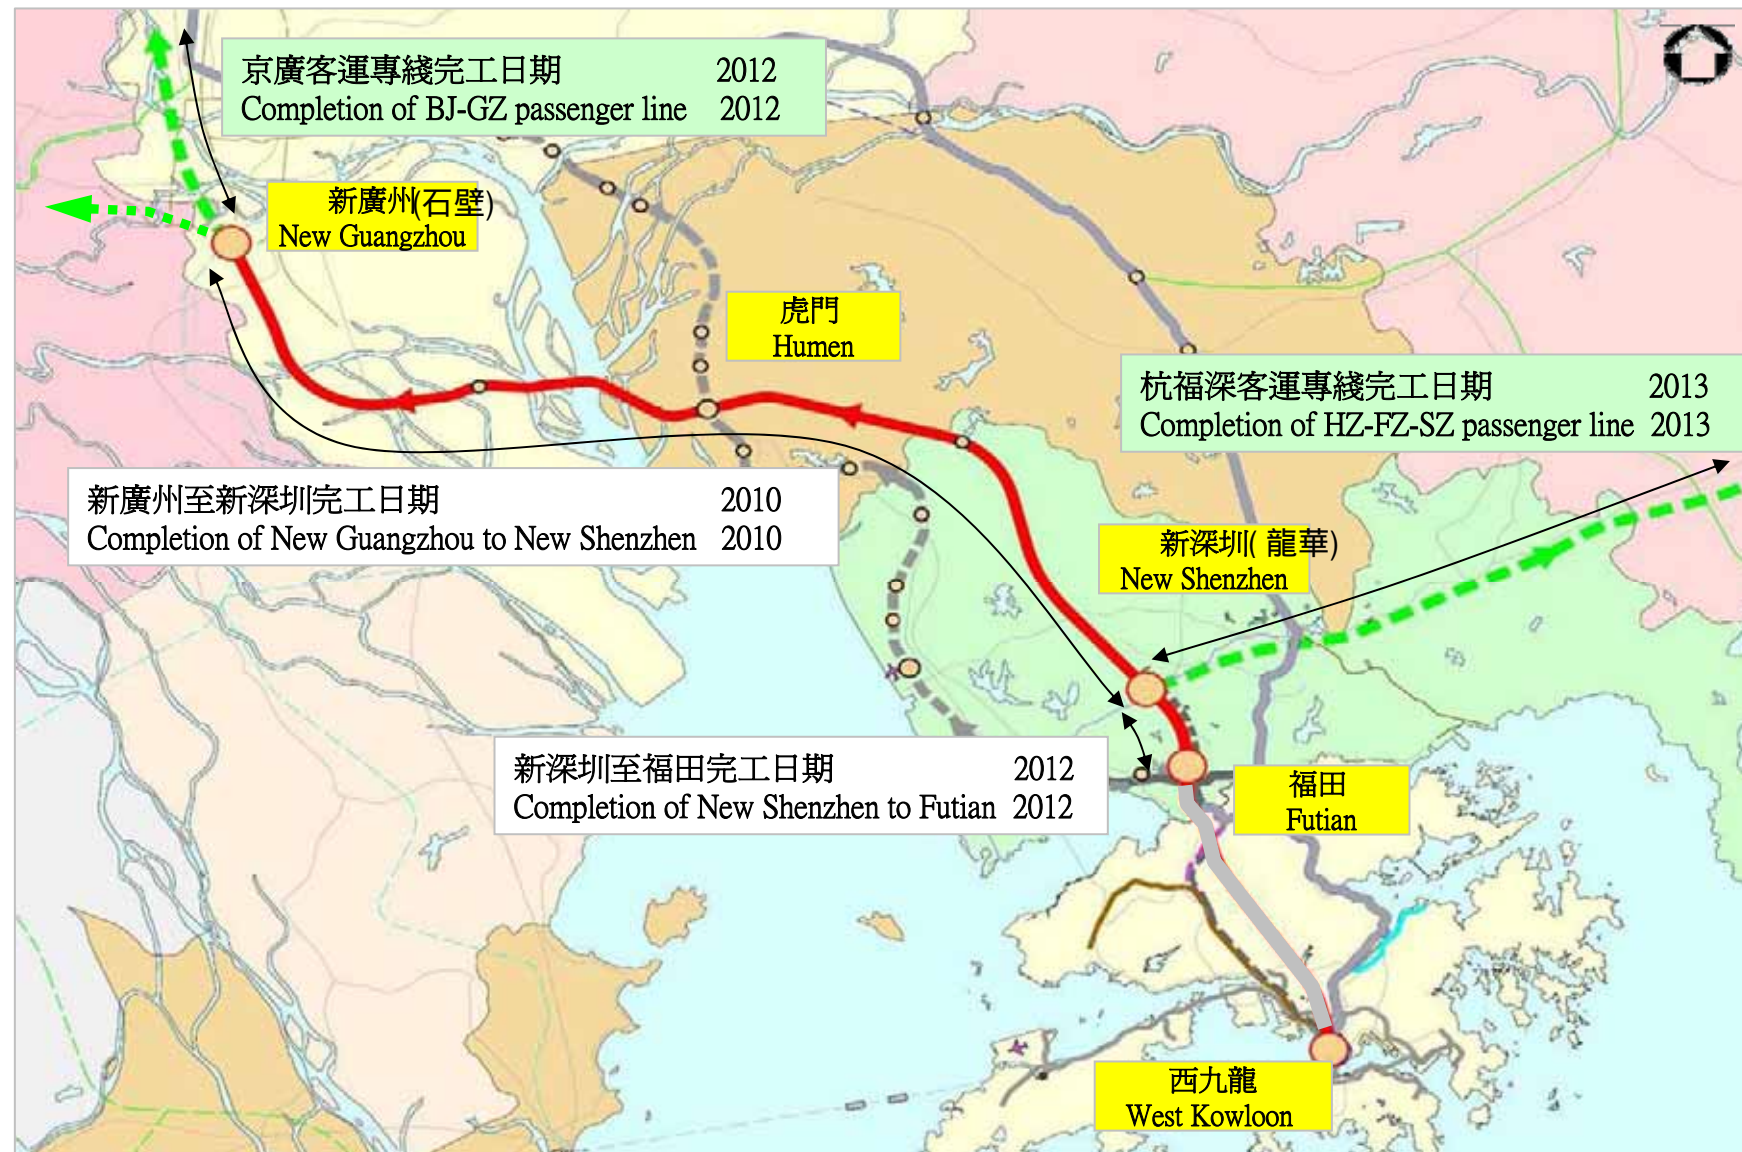 京廣客運專綫完工日期 2012
Completion of BJ-GZ passenger line 2012
新廣州(石壁)
New Guangzhou
虎門
Humen
杭福深客運專綫完工日期 2013
Completion of HZ-FZ-SZ passenger line 2013
新廣州至新深圳完工日期 2010
Completion of New Guangzhou to New Shenzhen 2010
新深圳( 龍華)
New Shenzhen
新深圳至福田完工日期 2012
Completion of New Shenzhen to Futian 2012
福田
Futian
西九龍
West Kowloon